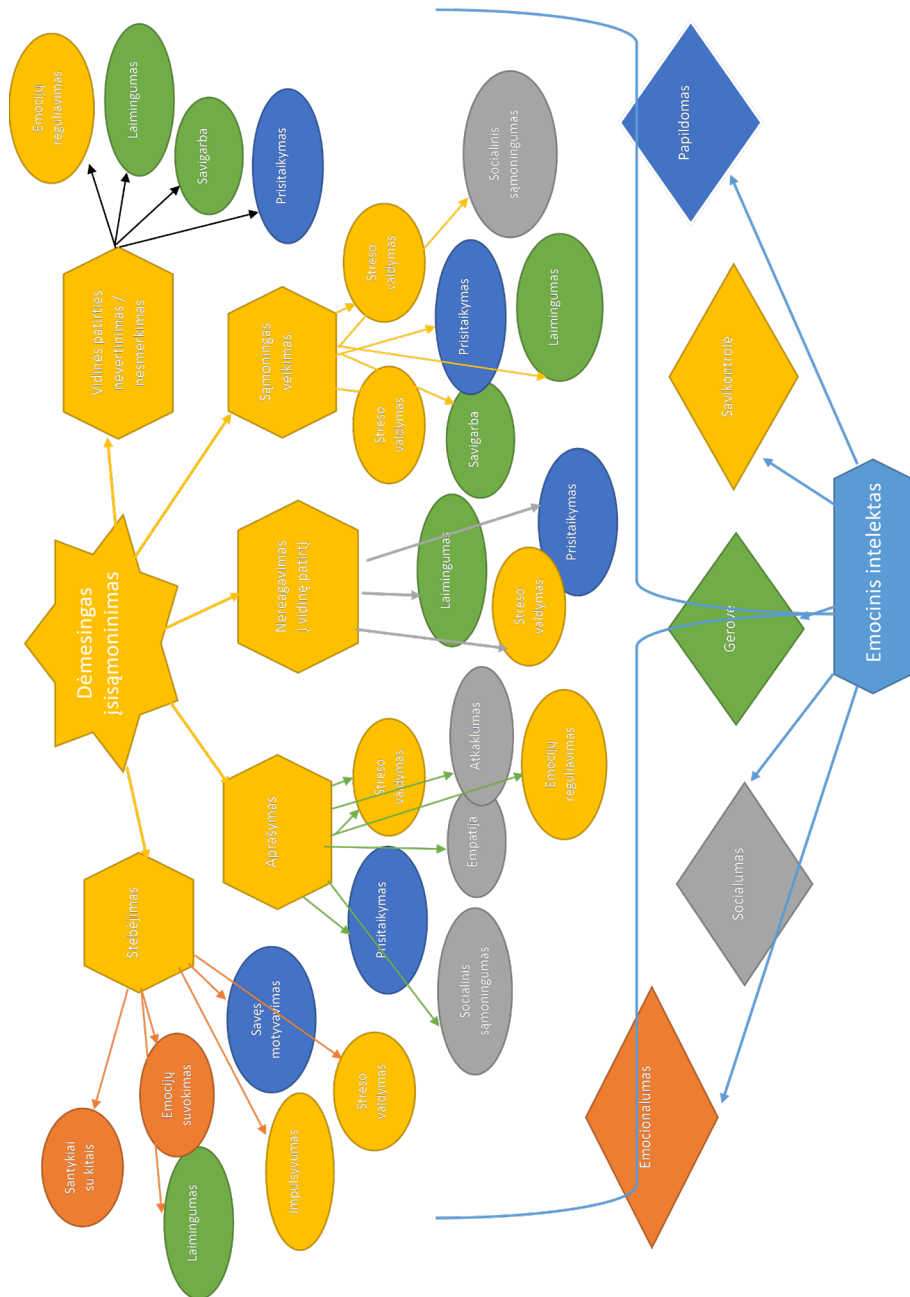 Dėmesingas
įsisąmoninimas
Stebėjimas
Vidinės patirties
nevertinimas /
nesmerkimas
Aprašymas
Nereagavimas
į vidinę patirtį
Sąmoningas
veikimas
Santykiai
su kitais
Laimingumas
Emocijų
suvokimas
Savęs
motyvavimas
Impulsyvumas
Streso
valdymas
Prisitaikymas
Streso
valdymas
Socialinis
sąmoningumas
Empatija
Atkaklumas
Emocijų
reguliavimas
Laimingumas
Streso
valdymas
Prisitaikymas
Streso
valdymas
Streso
valdymas
Savigarba
Prisitaikymas
Socialinis
sąmoningumas
Laimingumas
Emocijų
reguliavimas
Laimingumas
Savigarba
Prisitaikymas
Emocionalumas
Socialumas
Gerovė
Savikontrolė
Papildomas
Emocinis intelektas